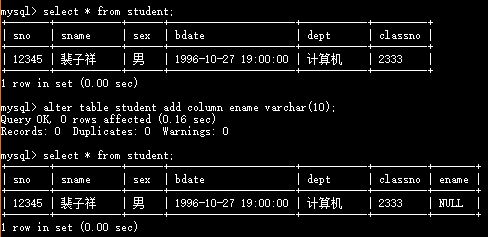 mysql> select * from student;
+-------+--------+------+---------------------+--------+---------+
| sno | sname | sex | bdate | dept | classno |
+-------+--------+------+---------------------+--------+---------+
| 12345 | 裴子祥 | 男 | 1996-10-27 19:00:00 | 计算机 | 2333 |
+-------+--------+------+---------------------+--------+---------+
1 row in set (0.00 sec)
mysql> alter table student add column ename varchar(10);
Query OK, 0 rows affected (0.16 sec)
Records: 0 Duplicates: 0 Warnings: 0
mysql> select * from student;
+-------+--------+------+---------------------+--------+---------+-------+
| sno | sname | sex | bdate | dept | classno | ename |
+-------+--------+------+---------------------+--------+---------+-------+
| 12345 | 裴子祥 | 男 | 1996-10-27 19:00:00 | 计算机 | 2333 | NULL |
+-------+--------+------+---------------------+--------+---------+-------+
1 row in set (0.00 sec)